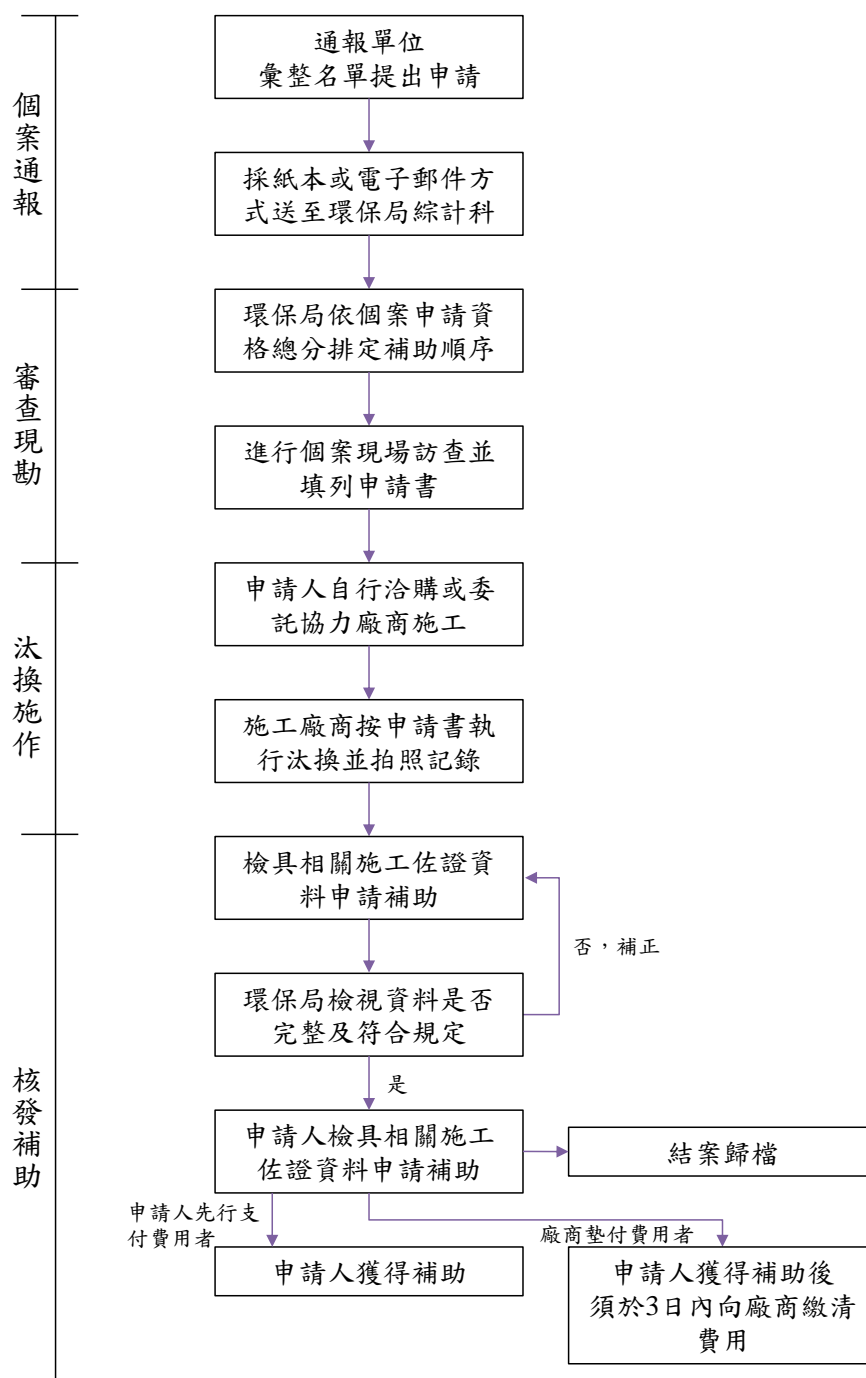 個案通報
通報單位
彙整名單提出申請
採紙本或電子郵件方
式送至環保局綜計科
審查現勘
環保局依個案申請資
格總分排定補助順序
進行個案現場訪查並
填列申請書
汰換施作
申請人自行洽購或委
託協力廠商施工
施工廠商按申請書執
行汰換並拍照記錄
核發補助
檢具相關施工佐證資
料申請補助
否，補正
環保局檢視資料是否
完整及符合規定
是
申請人檢具相關施工
佐證資料申請補助
結案歸檔
申請人先行支
付費用者
廠商墊付費用者
申請人獲得補助
申請人獲得補助後
須於3日內向廠商繳清
費用